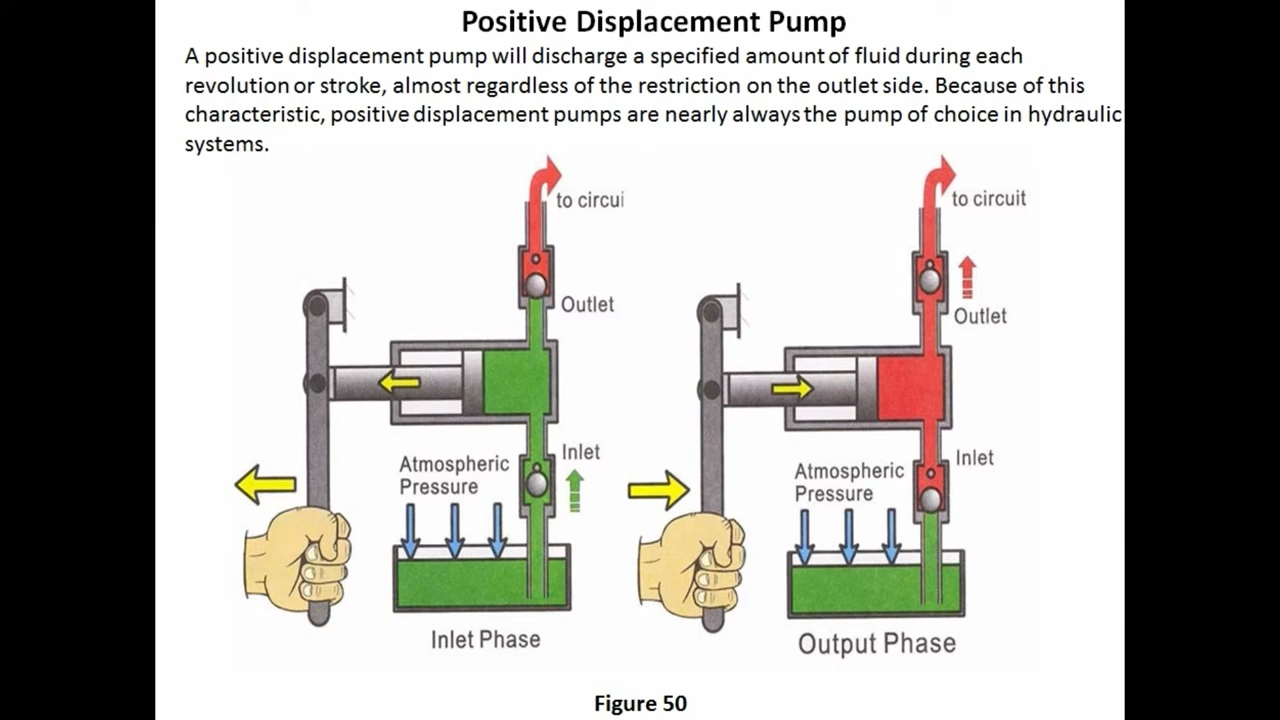 Positive Displacement Pump
A positive displacement pump will discharge a specified amount of fluid during each
revolution or stroke, almost regardless of the restriction on the outlet side. Because of this
characteristic, positive displacement pumps are nearly always the pump of choice in hydraulic
systems.
to circui
Outlet
Inlet
Atmospheric
Pressure
Inlet Phase
to circuit
Outlet
Inlet
Atmospheric
Pressure
Output Phase
Figure 50